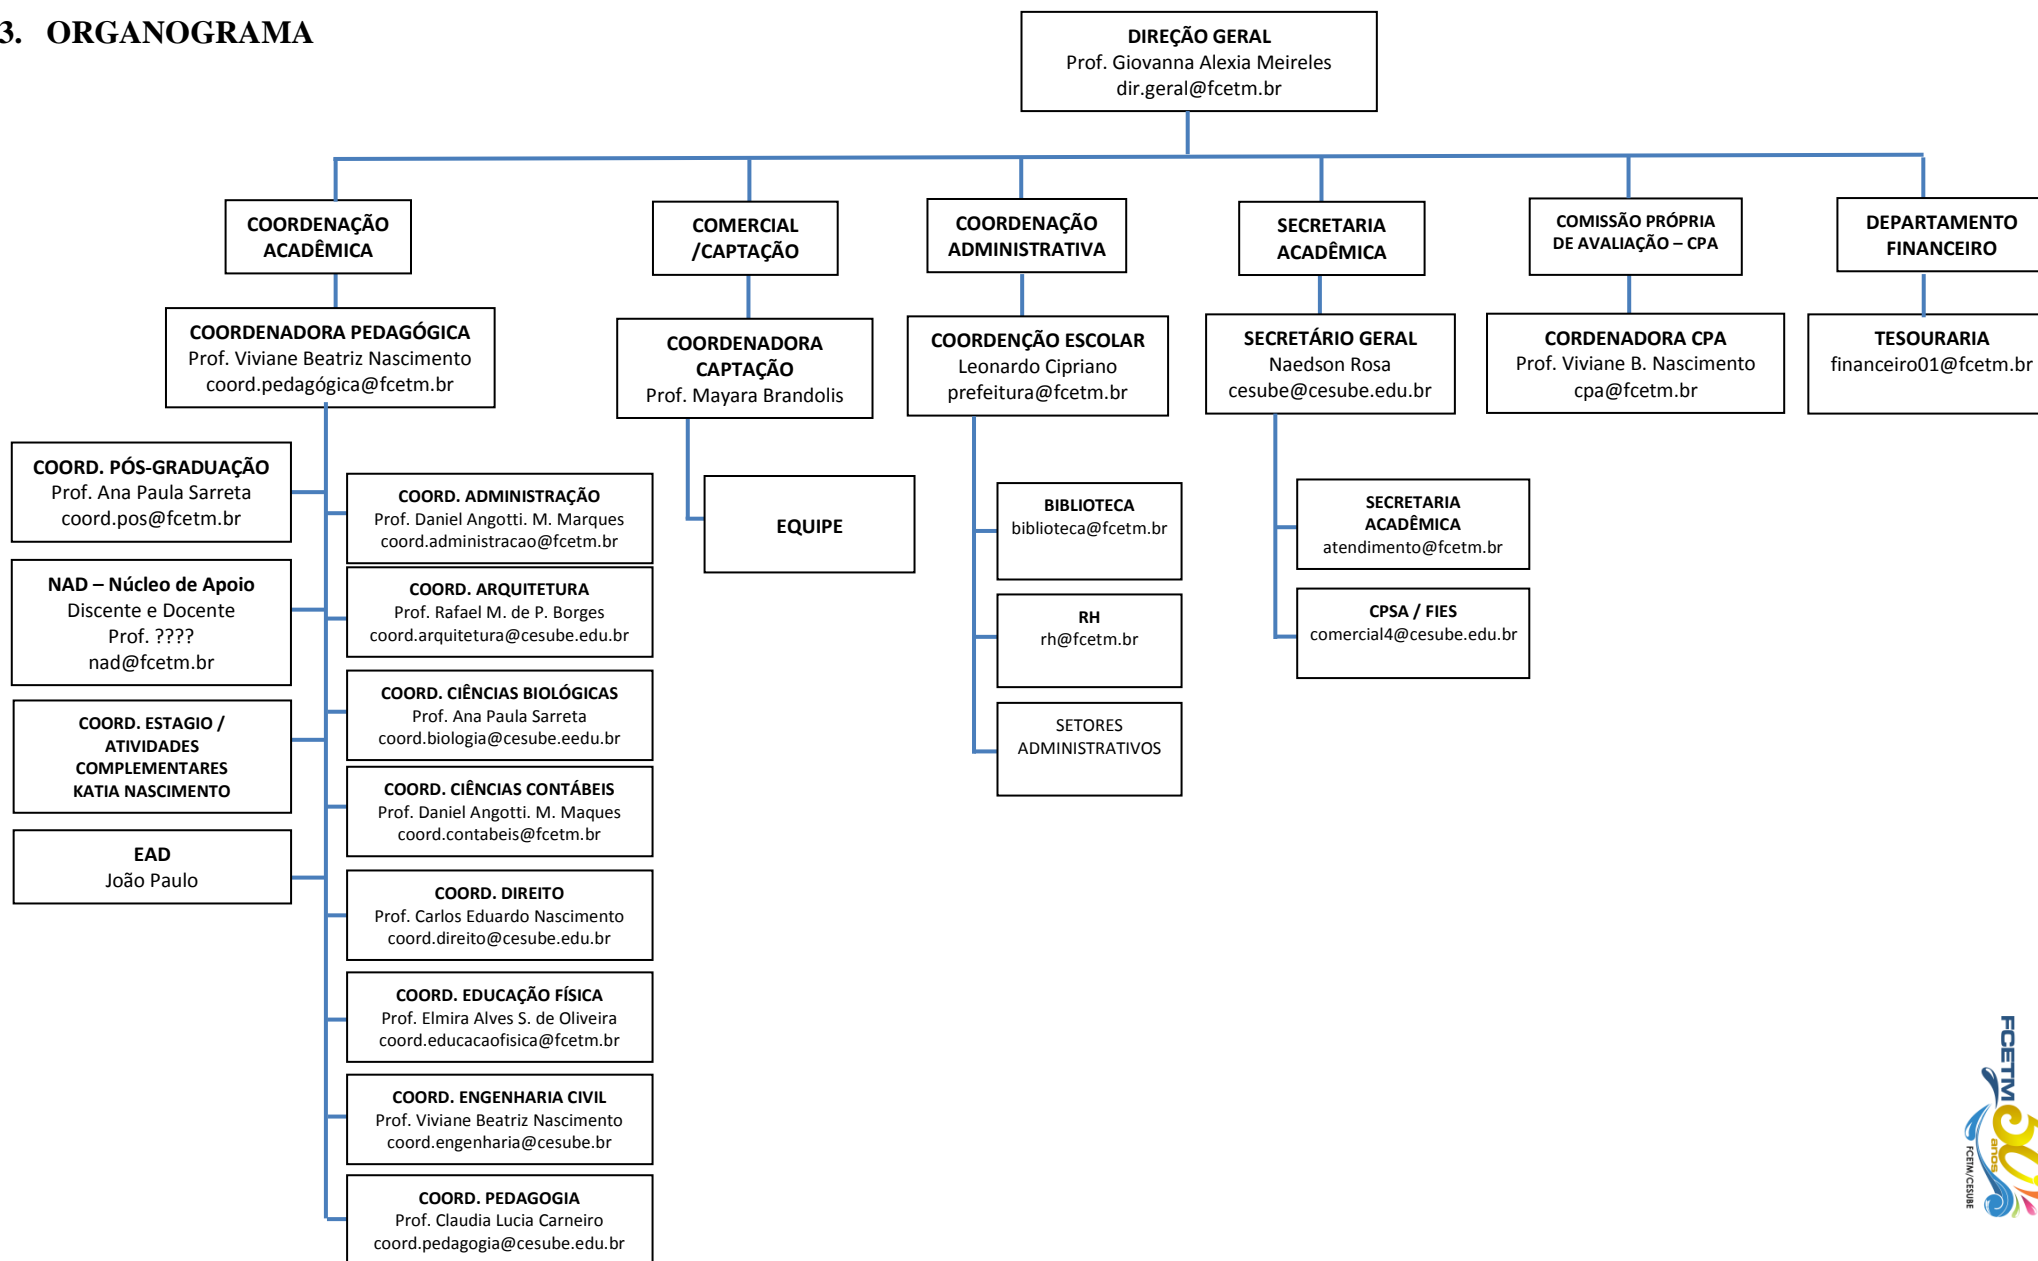 3. ORGANOGRAMA
DIREÇÃO GERAL
Prof. Giovanna Alexia Meireles
dir.geral@fcetm.br
COORDENAÇÃO
ACADÊMICA
COMERCIAL
/CAPTAÇÃO
COORDENAÇÃO
ADMINISTRATIVA
SECRETARIA
ACADÊMICA
COMISSÃO PRÓPRIA
DE AVALIAÇÃO – CPA
DEPARTAMENTO
FINANCEIRO
COORDENADORA PEDAGÓGICA
Prof. Viviane Beatriz Nascimento
coord.pedagógica@fcetm.br
COORDENADORA
CAPTAÇÃO
Prof. Mayara Brandolis
COORDENÇÃO ESCOLAR
Leonardo Cipriano
prefeitura@fcetm.br
SECRETÁRIO GERAL
Naedson Rosa
cesube@cesube.edu.br
CORDENADORA CPA
Prof. Viviane B. Nascimento
cpa@fcetm.br
TESOURARIA
financeiro01@fcetm.br
COORD. PÓS-GRADUAÇÃO
Prof. Ana Paula Sarreta
coord.pos@fcetm.br
NAD – Núcleo de Apoio
Discente e Docente
Prof. ????
nad@fcetm.br
COORD. ESTAGIO /
ATIVIDADES
COMPLEMENTARES
KATIA NASCIMENTO
EAD
João Paulo
COORD. ADMINISTRAÇÃO
Prof. Daniel Angotti. M. Marques
coord.administracao@fcetm.br
COORD. ARQUITETURA
Prof. Rafael M. de P. Borges
coord.arquitetura@cesube.edu.br
COORD. CIÊNCIAS BIOLÓGICAS
Prof. Ana Paula Sarreta
coord.biologia@cesube.eedu.br
COORD. CIÊNCIAS CONTÁBEIS
Prof. Daniel Angotti. M. Maques
coord.contabeis@fcetm.br
COORD. DIREITO
Prof. Carlos Eduardo Nascimento
coord.direito@cesube.edu.br
COORD. EDUCAÇÃO FÍSICA
Prof. Elmira Alves S. de Oliveira
coord.educacaofisica@fcetm.br
COORD. ENGENHARIA CIVIL
Prof. Viviane Beatriz Nascimento
coord.engenharia@cesube.br
COORD. PEDAGOGIA
Prof. Claudia Lucia Carneiro
coord.pedagogia@cesube.edu.br
EQUIPE
BIBLIOTECA
biblioteca@fcetm.br
RH
rh@fcetm.br
SETORES
ADMINISTRATIVOS
SECRETARIA
ACADÊMICA
atendimento@fcetm.br
CPSA / FIES
comercial4@cesube.edu.br
FCETM
50
anos
FCETM/CESUBE